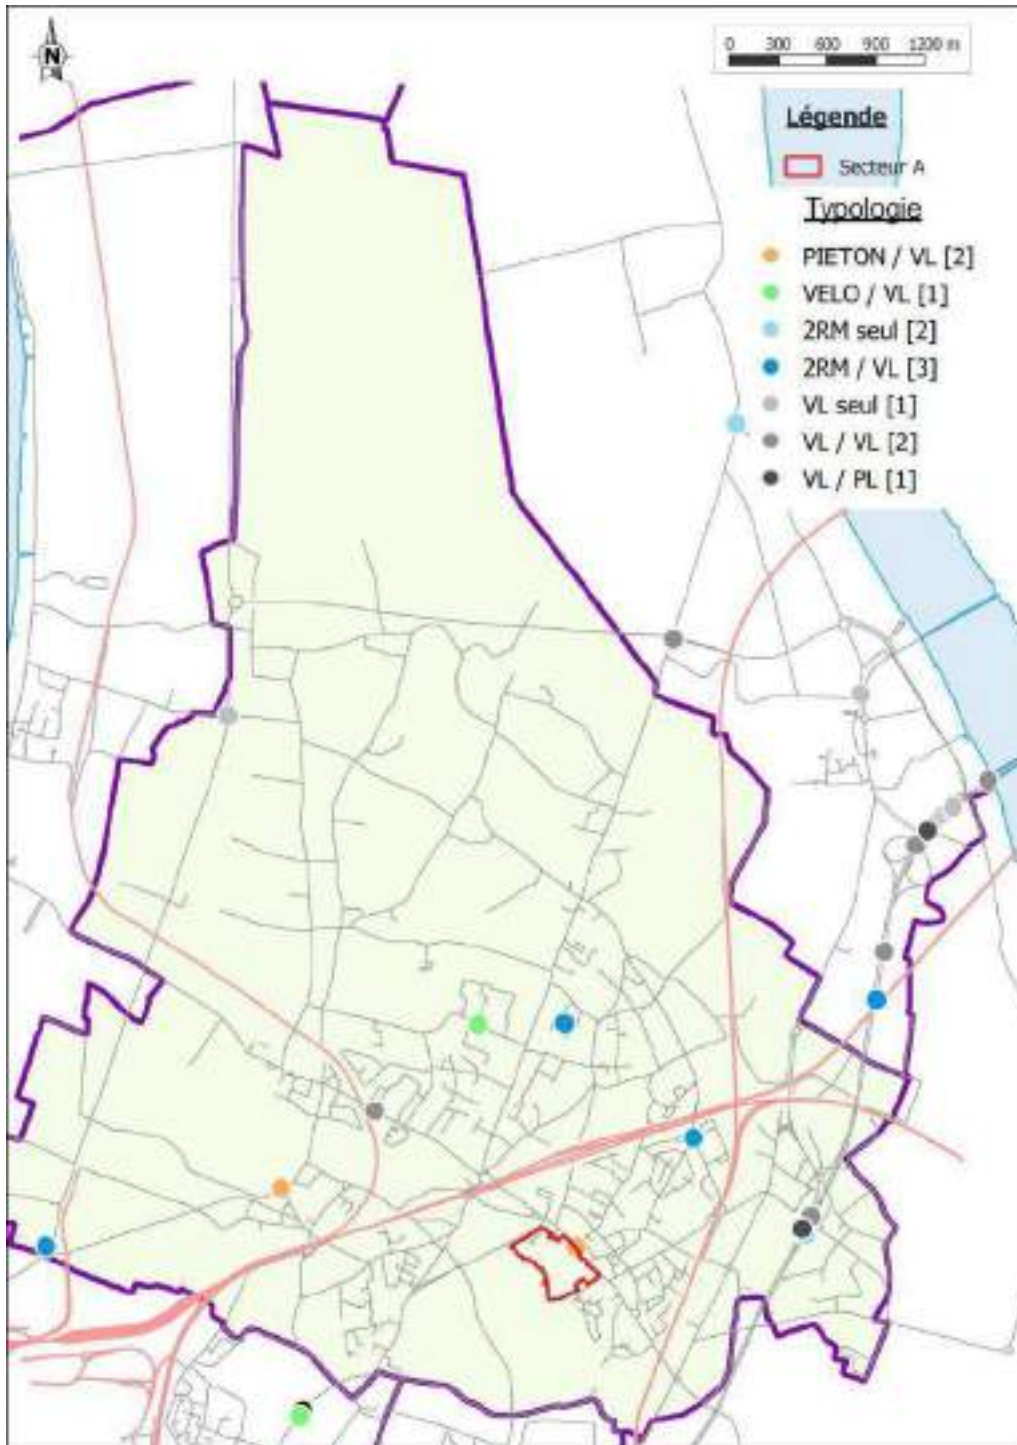 N
0 300 600 900 1200 m
Légende
Secteur A
Typologie
PIETON / VL [2]
VELO / VL [1]
2RM seul [2]
2RM / VL [3]
VL seul [1]
VL / VL [2]
VL / PL [1]